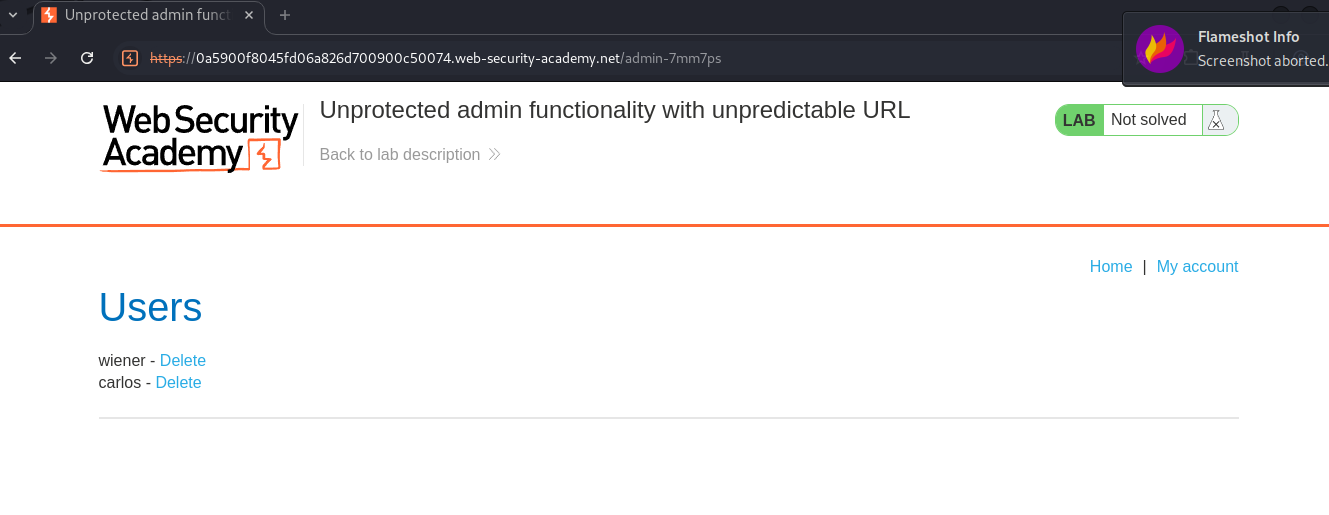 Unprotected admin funct
https://0a5900f8045fd06a826d700900c50074.web-security-academy.net/admin-7mm7ps
Flameshot Info
Screenshot aborted.
Web Security
Academy
Unprotected admin functionality with unpredictable URL
Back to lab description
LAB Not solved
Home | My account
Users
wiener - Delete
carlos - Delete